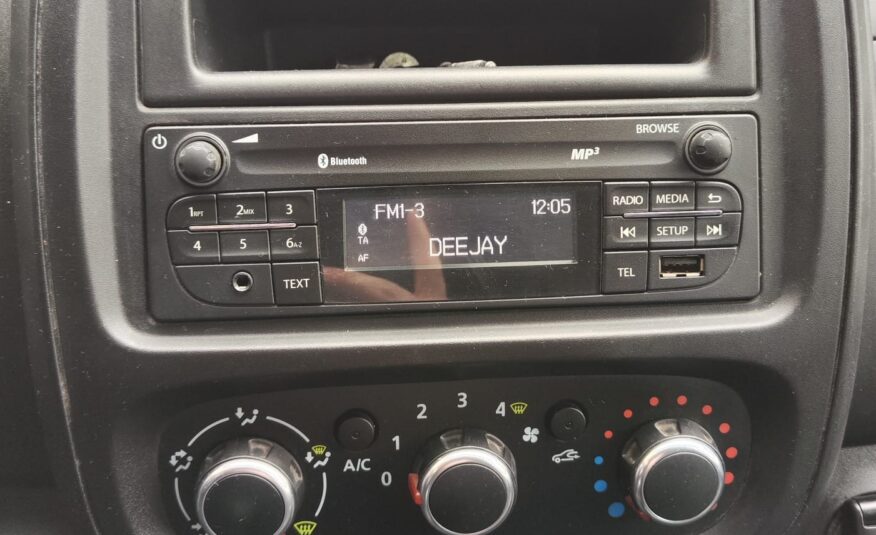 BROWSE
Bluetooth
MP3
1RPT 2MIX 3
4 5 6A-Z
TEXT
FM1-3 12:05
TA
AF
DEEJAY
RADIO MEDIA
SETUP
TEL
0 1 2 3 4
A/C